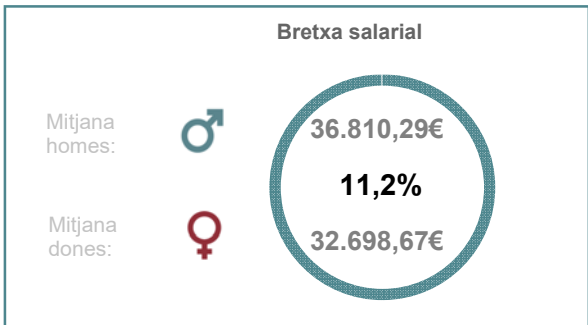 Bretxa salarial
Mitjana
homes:
36.810,29€
11,2%
Mitjana
dones:
32.698,67€